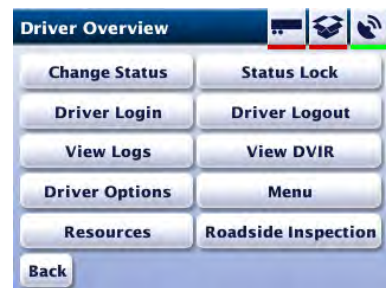 Driver Overview
Change Status Status Lock
Driver Login Driver Logout
View Logs View DVIR
Driver Options Menu
Resources Roadside Inspection
Back